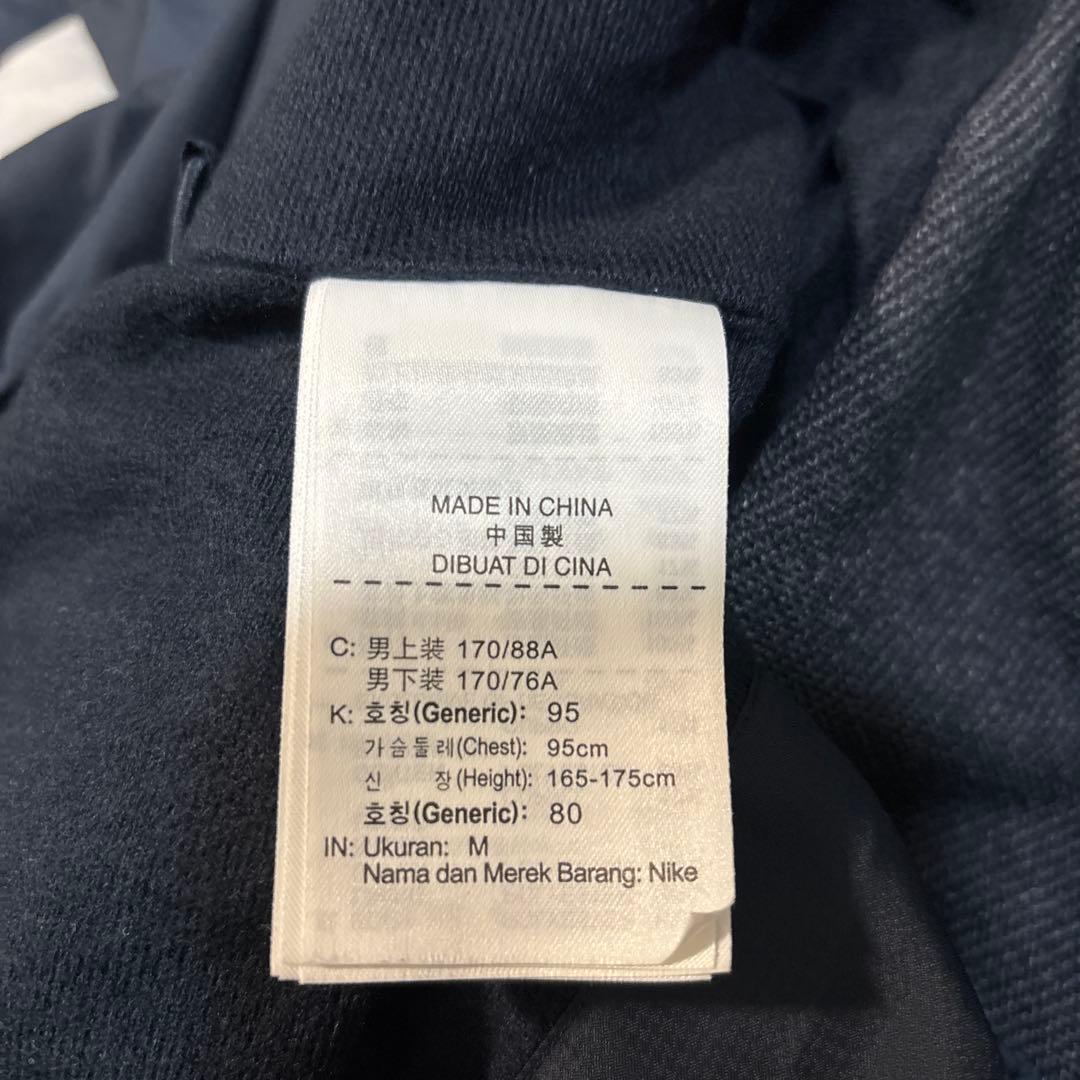 MADE IN CHINA
中国製
DIBUAT DI CINA
C: 男上装 170/88A
男下装 170/76A
K: 호칭(Generic): 95
가슴둘레(Chest): 95cm
신 장(Height): 165-175cm
호칭(Generic): 80
IN: Ukuran: M
Nama dan Merek Barang: Nike